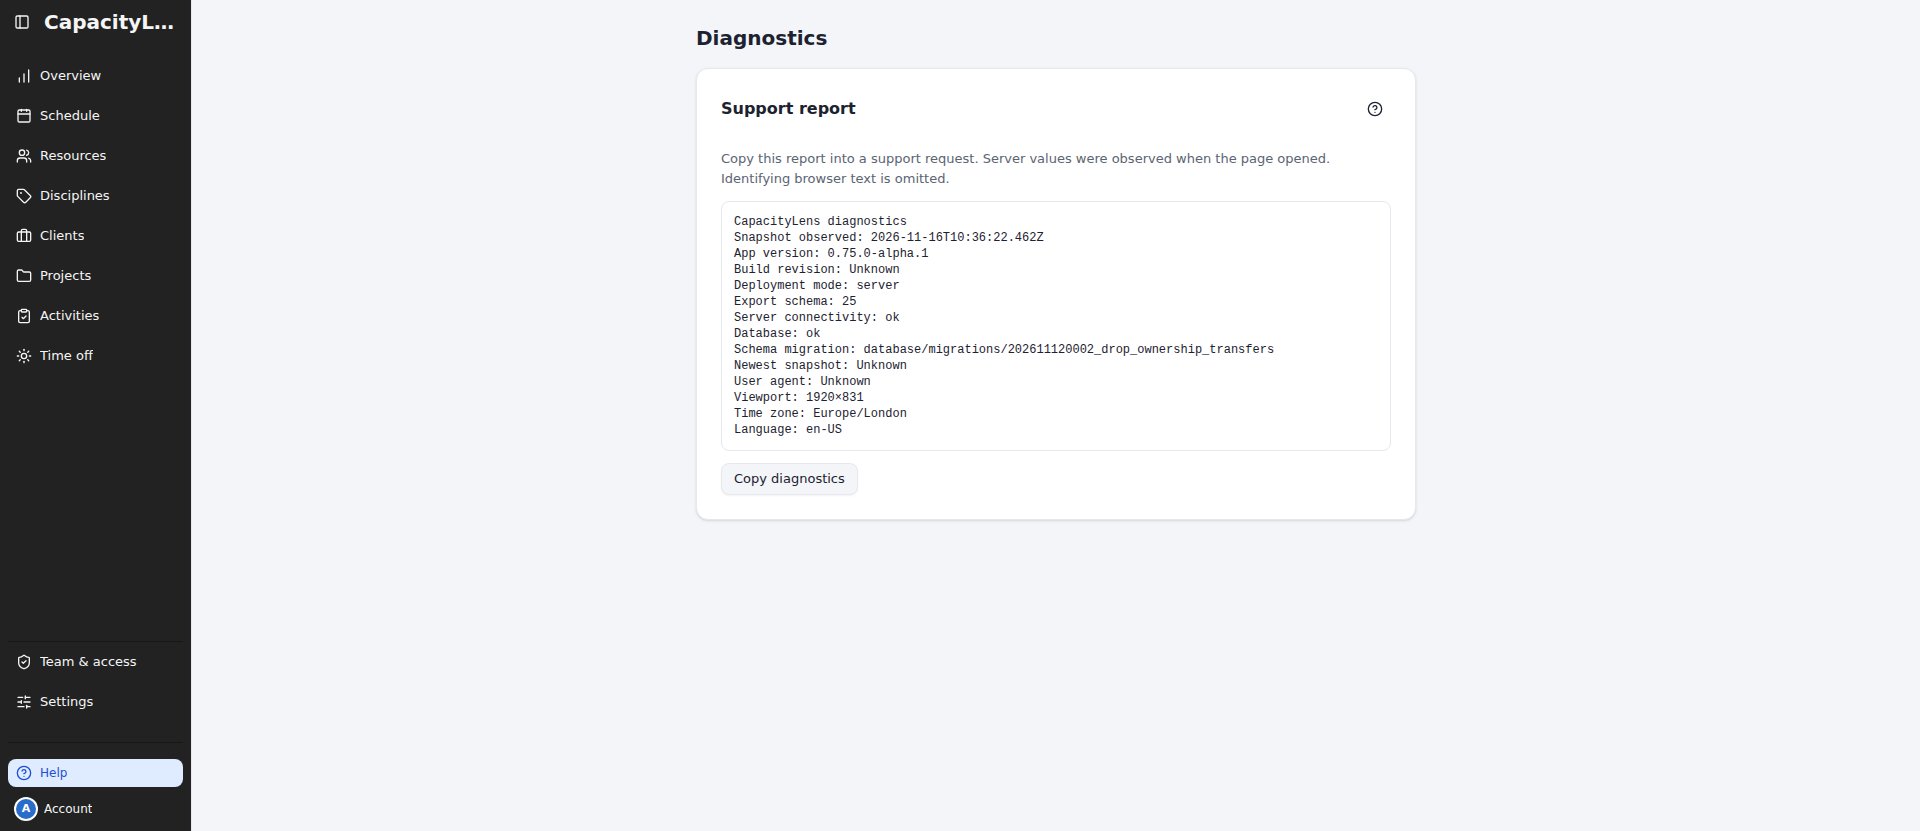 CapacityL...
Overview
Schedule
Resources
Disciplines
Clients
Projects
Activities
Time off
Team & access
Settings
Help
A
Account
Diagnostics
Support report
Copy this report into a support request. Server values were observed when the page opened.
Identifying browser text is omitted.
CapacityLens diagnostics
Snapshot observed: 2026-11-16T10:36:22.462Z
App version: 0.75.0-alpha.1
Build revision: Unknown
Deployment mode: server
Export schema: 25
Server connectivity: ok
Database: ok
Schema migration: database/migrations/202611120002_drop_ownership_transfers
Newest snapshot: Unknown
User agent: Unknown
Viewport: 1920×831
Time zone: Europe/London
Language: en-US
Copy diagnostics